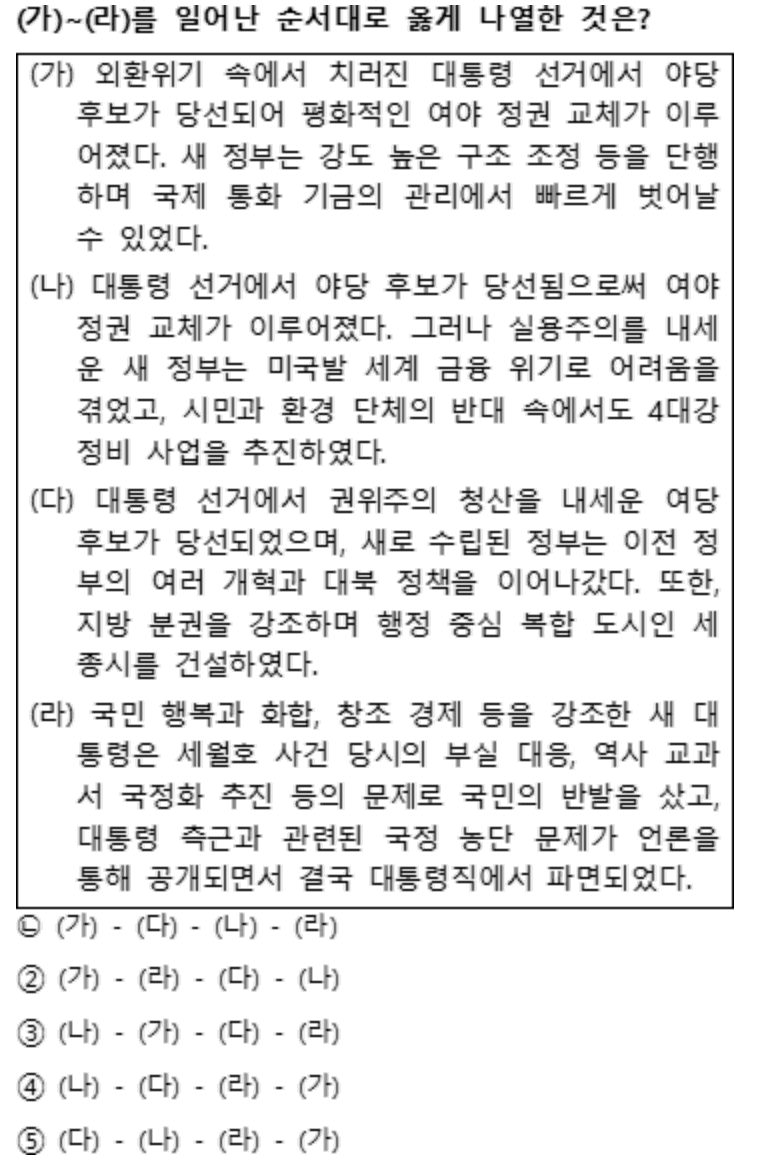 (가)~(라)를 일어난 순서대로 옳게 나열한 것은?
(가) 외환위기 속에서 치러진 대통령 선거에서 야당
후보가 당선되어 평화적인 여야 정권 교체가 이루
어졌다. 새 정부는 강도 높은 구조 조정 등을 단행
하며 국제 통화 기금의 관리에서 빠르게 벗어날
수 있었다.
(나) 대통령 선거에서 야당 후보가 당선됨으로써 여야
정권 교체가 이루어졌다. 그러나 실용주의를 내세
운 새 정부는 미국발 세계 금융 위기로 어려움을
겪었고, 시민과 환경 단체의 반대 속에서도 4대강
정비 사업을 추진하였다.
(다) 대통령 선거에서 권위주의 청산을 내세운 여당
후보가 당선되었으며, 새로 수립된 정부는 이전 정
부의 여러 개혁과 대북 정책을 이어나갔다. 또한,
지방 분권을 강조하며 행정 중심 복합 도시인 세
종시를 건설하였다.
(라) 국민 행복과 화합, 창조 경제 등을 강조한 새 대
통령은 세월호 사건 당시의 부실 대응, 역사 교과
서 국정화 추진 등의 문제로 국민의 반발을 샀고,
대통령 측근과 관련된 국정 농단 문제가 언론을
통해 공개되면서 결국 대통령직에서 파면되었다.
㉡ (가) - (다) - (나) - (라)
② (가) - (라) - (다) - (나)
③ (나) - (가) - (다) - (라)
④ (나) - (다) - (라) - (가)
⑤ (다) - (나) - (라) - (가)